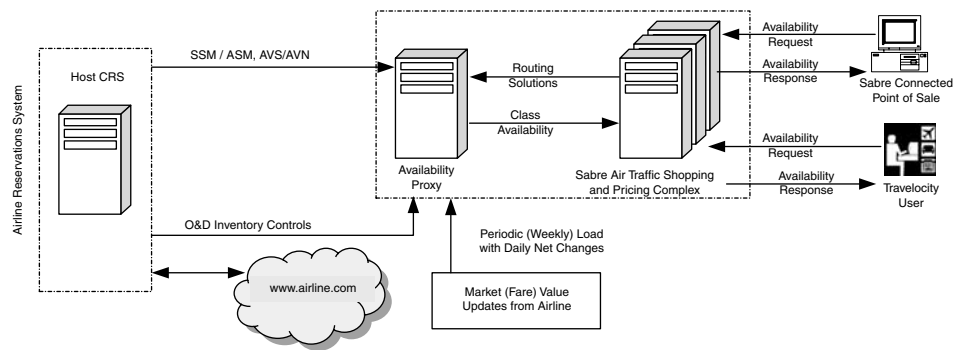 Airline Reservations System
Host CRS
SSM / ASM, AVS/AVN
Availability
Proxy
Routing
Solutions
Class
Availability
Sabre Air Traffic Shopping
and Pricing Complex
Availability
Request
Availability
Response
Sabre Connected
Point of Sale
Availability
Request
Availability
Response
Travelocity
User
O&D Inventory Controls
www.airline.com
Periodic (Weekly) Load
with Daily Net Changes
Market (Fare) Value
Updates from Airline